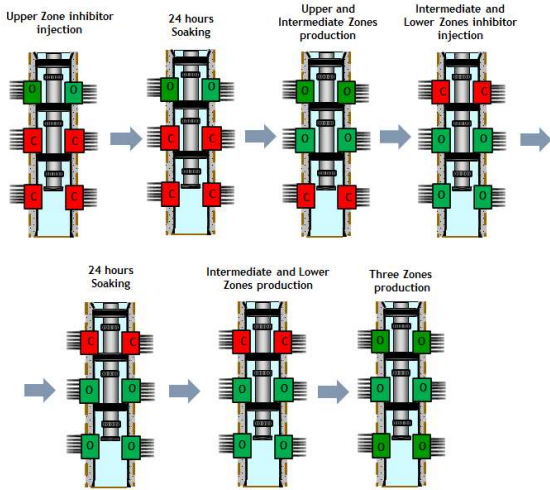 Upper Zone inhibitor
injection
24 hours
Soaking
Upper and
Intermediate Zones
production
Intermediate and
Lower Zones inhibitor
injection
O O
C C
C C
O O
C C
C C
O O
O O
C C
C C
O O
O O
24 hours
Soaking
Intermediate and Lower
Zones production
Three Zones
production
C C
O O
O O
C C
O O
O O
O O
O O
O O